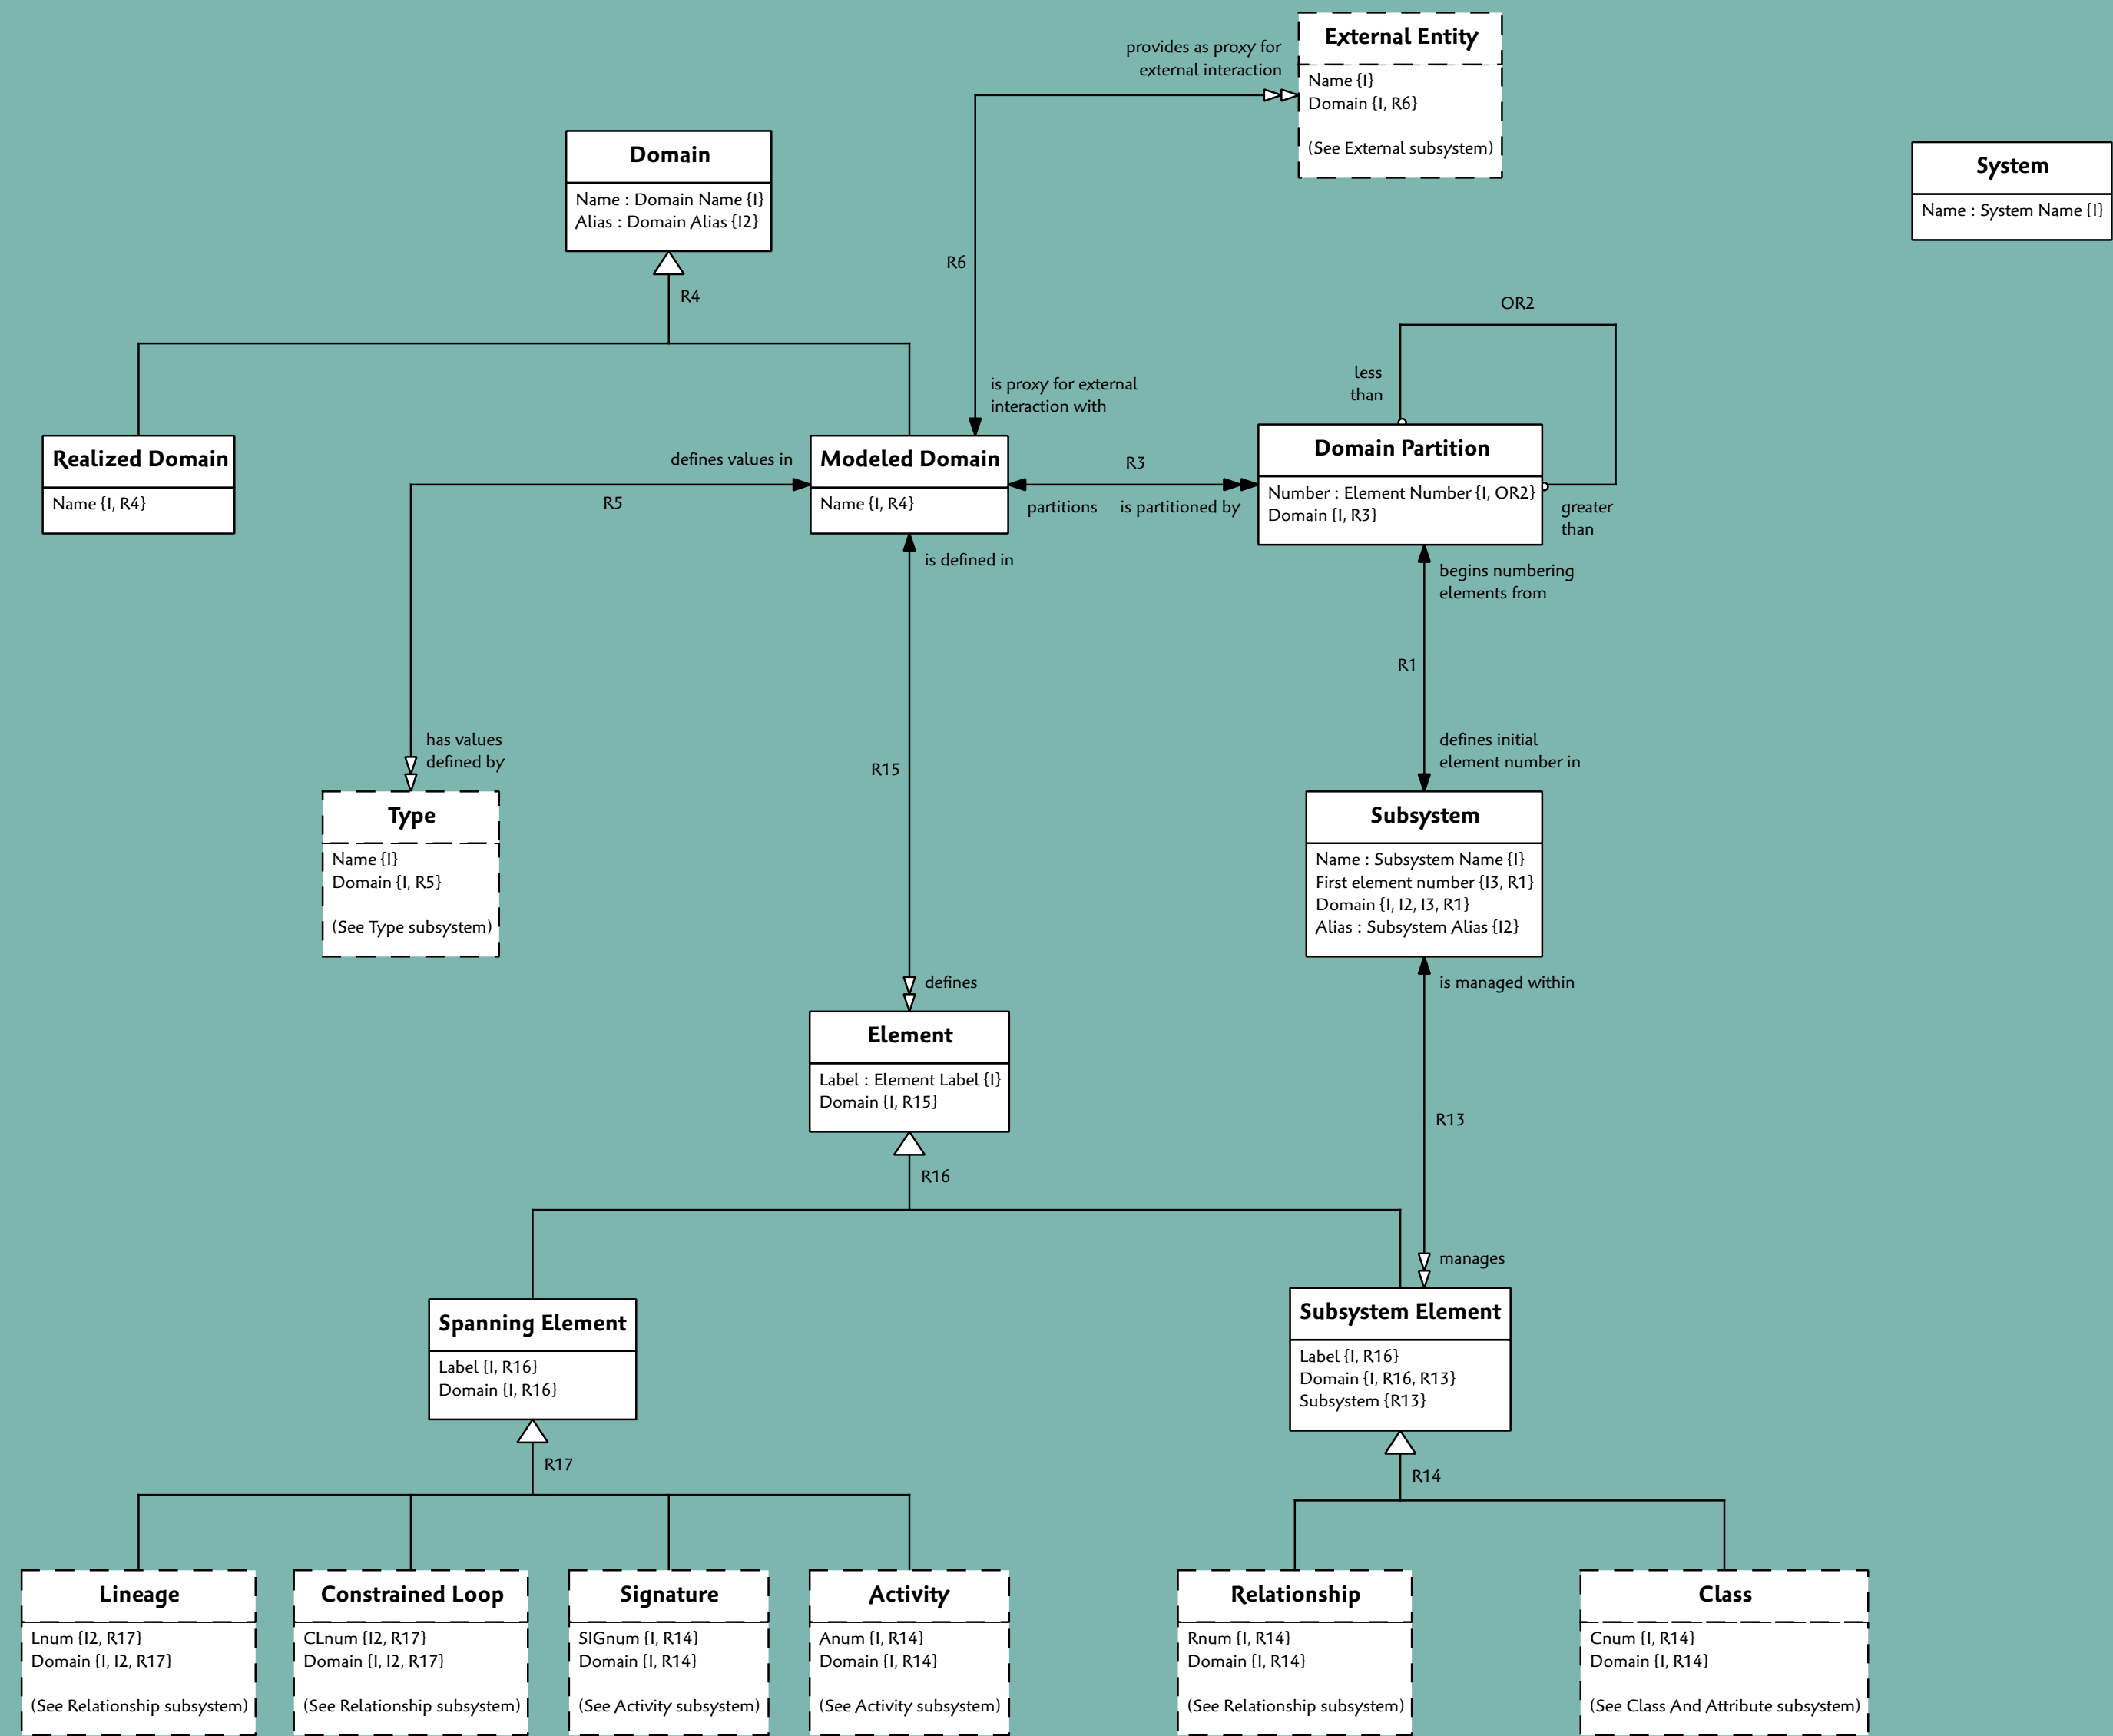 External Entity
Name {I}
Domain {I, R6}
(See External subsystem)
provides as proxy for
external interaction
Domain
Name : Domain Name {I}
Alias : Domain Alias {I2}
System
Name : System Name {I}
R6
R4
OR2
less
than
is proxy for external
interaction with
Realized Domain
Name {I, R4}
defines values in
R5
Modeled Domain
Name {I, R4}
R3
partitions
is partitioned by
Domain Partition
Number : Element Number {I, OR2}
Domain {I, R3}
greater
than
is defined in
begins numbering
elements from
R1
has values
defined by
R15
defines initial
element number in
Type
Name {I}
Domain {I, R5}
(See Type subsystem)
Subsystem
Name : Subsystem Name {I}
First element number {I3, R1}
Domain {I, I2, I3, R1}
Alias : Subsystem Alias {I2}
defines
is managed within
Element
Label : Element Label {I}
Domain {I, R15}
R13
R16
manages
Spanning Element
Label {I, R16}
Domain {I, R16}
Subsystem Element
Label {I, R16}
Domain {I, R16, R13}
Subsystem {R13}
R17
R14
Lineage
Lnum {I2, R17}
Domain {I, I2, R17}
(See Relationship subsystem)
Constrained Loop
CLnum {I2, R17}
Domain {I, I2, R17}
(See Relationship subsystem)
Signature
SIGnum {I, R14}
Domain {I, R14}
(See Activity subsystem)
Activity
Anum {I, R14}
Domain {I, R14}
(See Activity subsystem)
Relationship
Rnum {I, R14}
Domain {I, R14}
(See Relationship subsystem)
Class
Cnum {I, R14}
Domain {I, R14}
(See Class And Attribute subsystem)